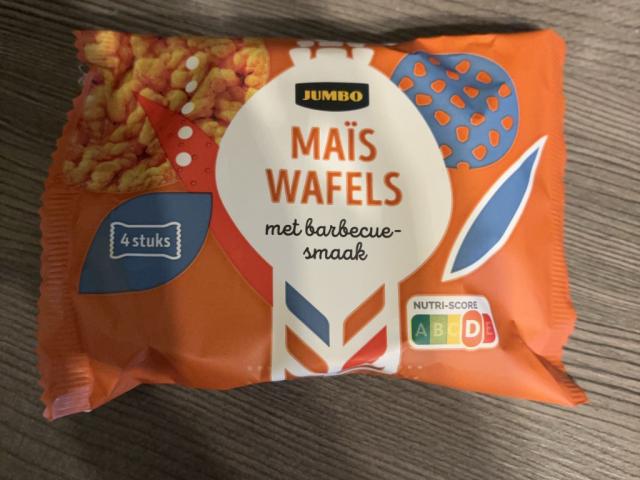 JUMBO
MAÏS
WAFELS
met barbecue-
smaak
4 stuks
NUTRI-SCORE
A B C D E